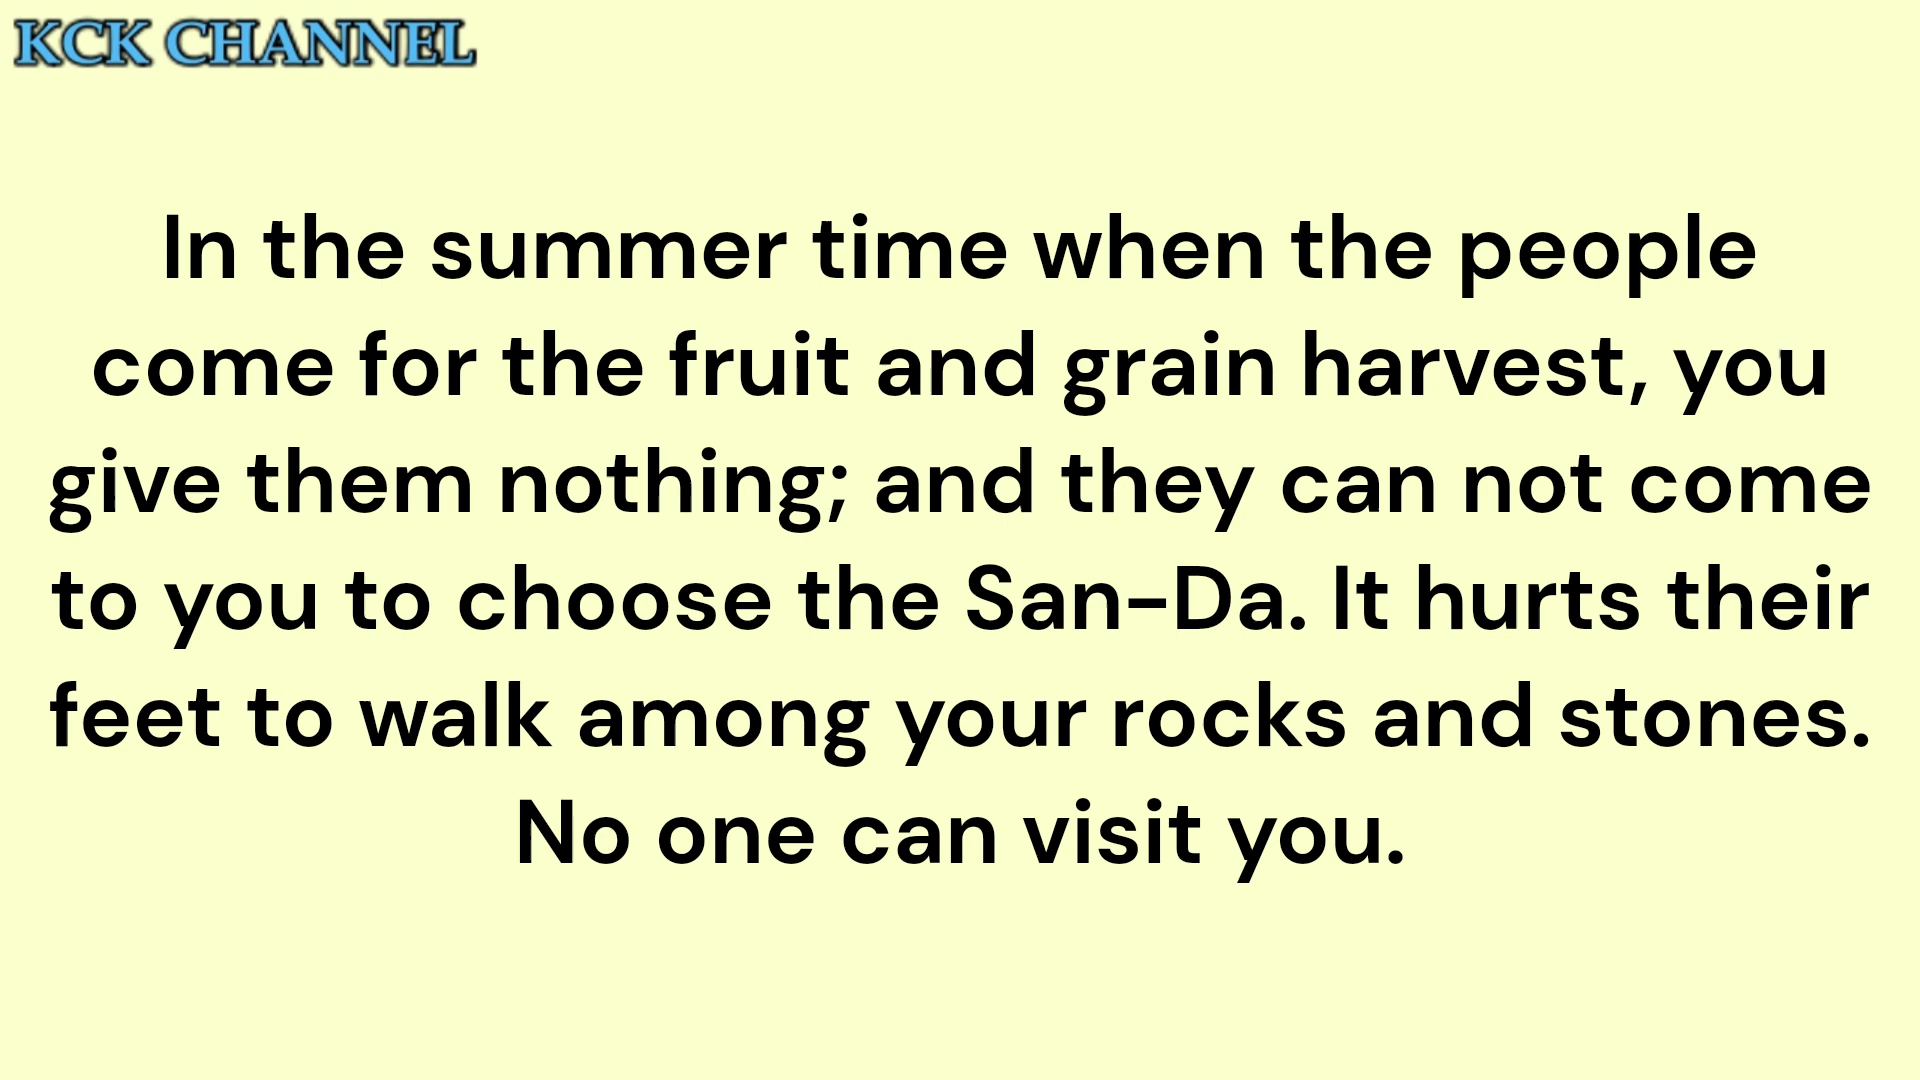 KCK CHANNEL
In the summer time when the people
come for the fruit and grain harvest, you
give them nothing; and they can not come
to you to choose the San-Da. It hurts their
feet to walk among your rocks and stones.
No one can visit you.